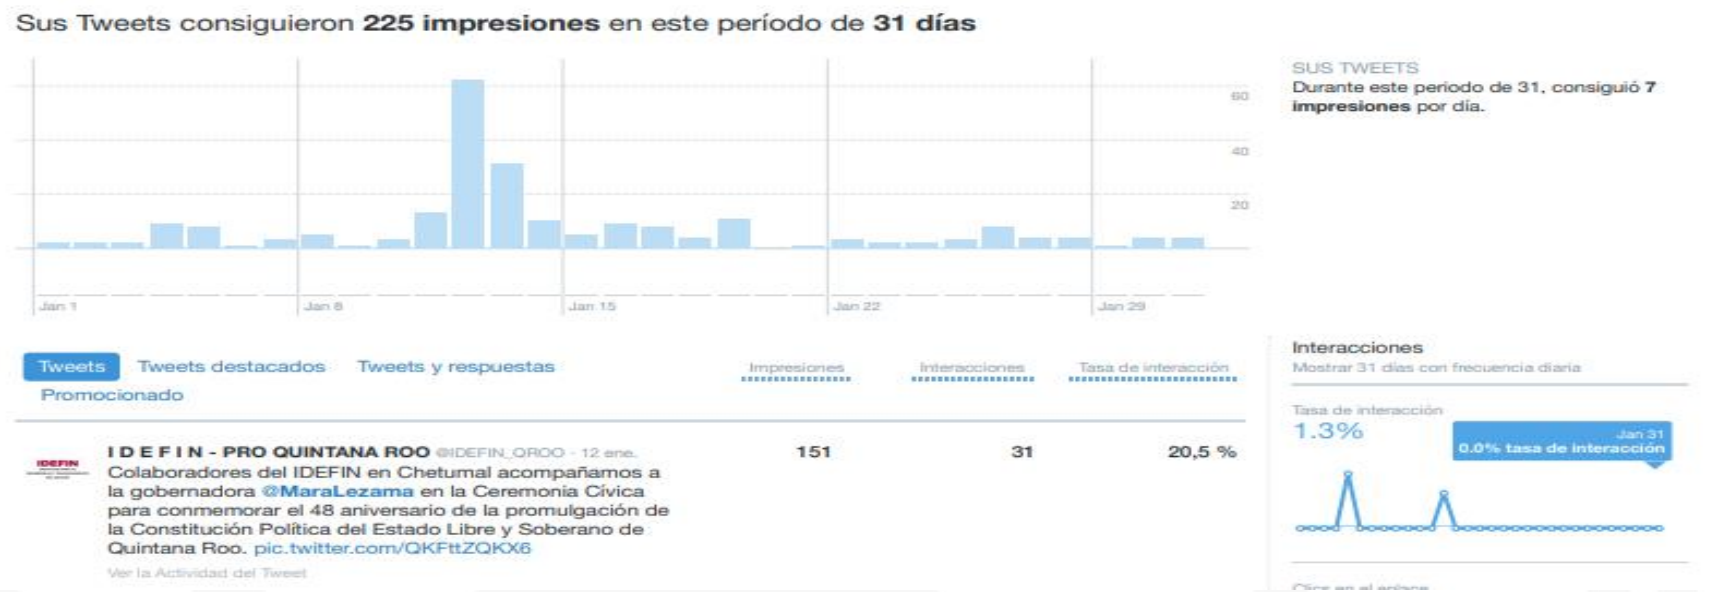 Sus Tweets consiguieron 225 impresiones en este período de 31 días
60
40
20
Jan 1
Jan 8
Jan 15
Jan 22
Jan 29
SUS TWEETS
Durante este periodo de 31, consiguió 7
impresiones por día.
Tweets
Tweets destacados
Tweets y respuestas
Promocionado
Impresiones
Interacciones
Tasa de interacción
IDEFIN
I D E F I N - PRO QUINTANA ROO @IDEFIN_QROO · 12 ene.
Colaboradores del IDEFIN en Chetumal acompañamos a
la gobernadora @MaraLezama en la Ceremonia Cívica
para conmemorar el 48 aniversario de la promulgación de
la Constitución Política del Estado Libre y Soberano de
Quintana Roo. pic.twitter.com/QKFttZQKX6
Ver la Actividad del Tweet
151
31
20,5 %
Interacciones
Mostrar 31 días con frecuencia diaria
Tasa de interacción
1.3%
Jan 31
0.0% tasa de interacción
Clics en el enlace